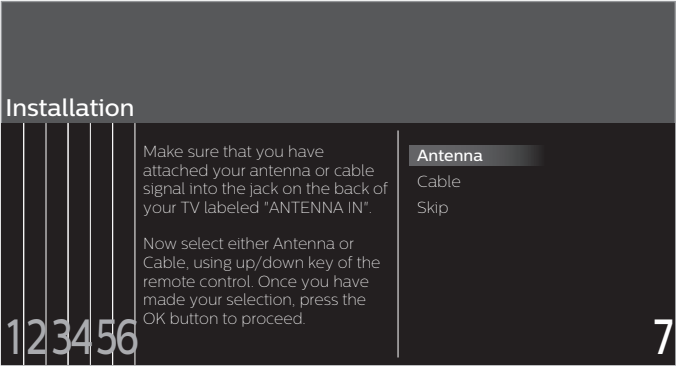 Installation
Make sure that you have
attached your antenna or cable
signal into the jack on the back of
your TV labeled "ANTENNA IN".
Now select either Antenna or
Cable, using up/down key of the
remote control. Once you have
made your selection, press the
OK button to proceed.
Antenna
Cable
Skip
123456
7